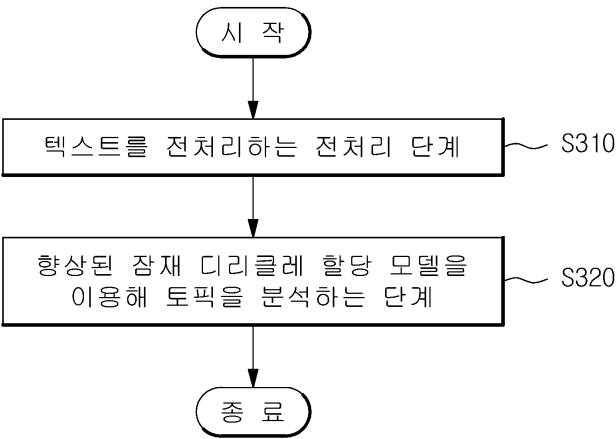 시 작
텍스트를 전처리하는 전처리 단계
S310
향상된 잠재 디리클레 할당 모델을
이용해 토픽을 분석하는 단계
S320
종 료